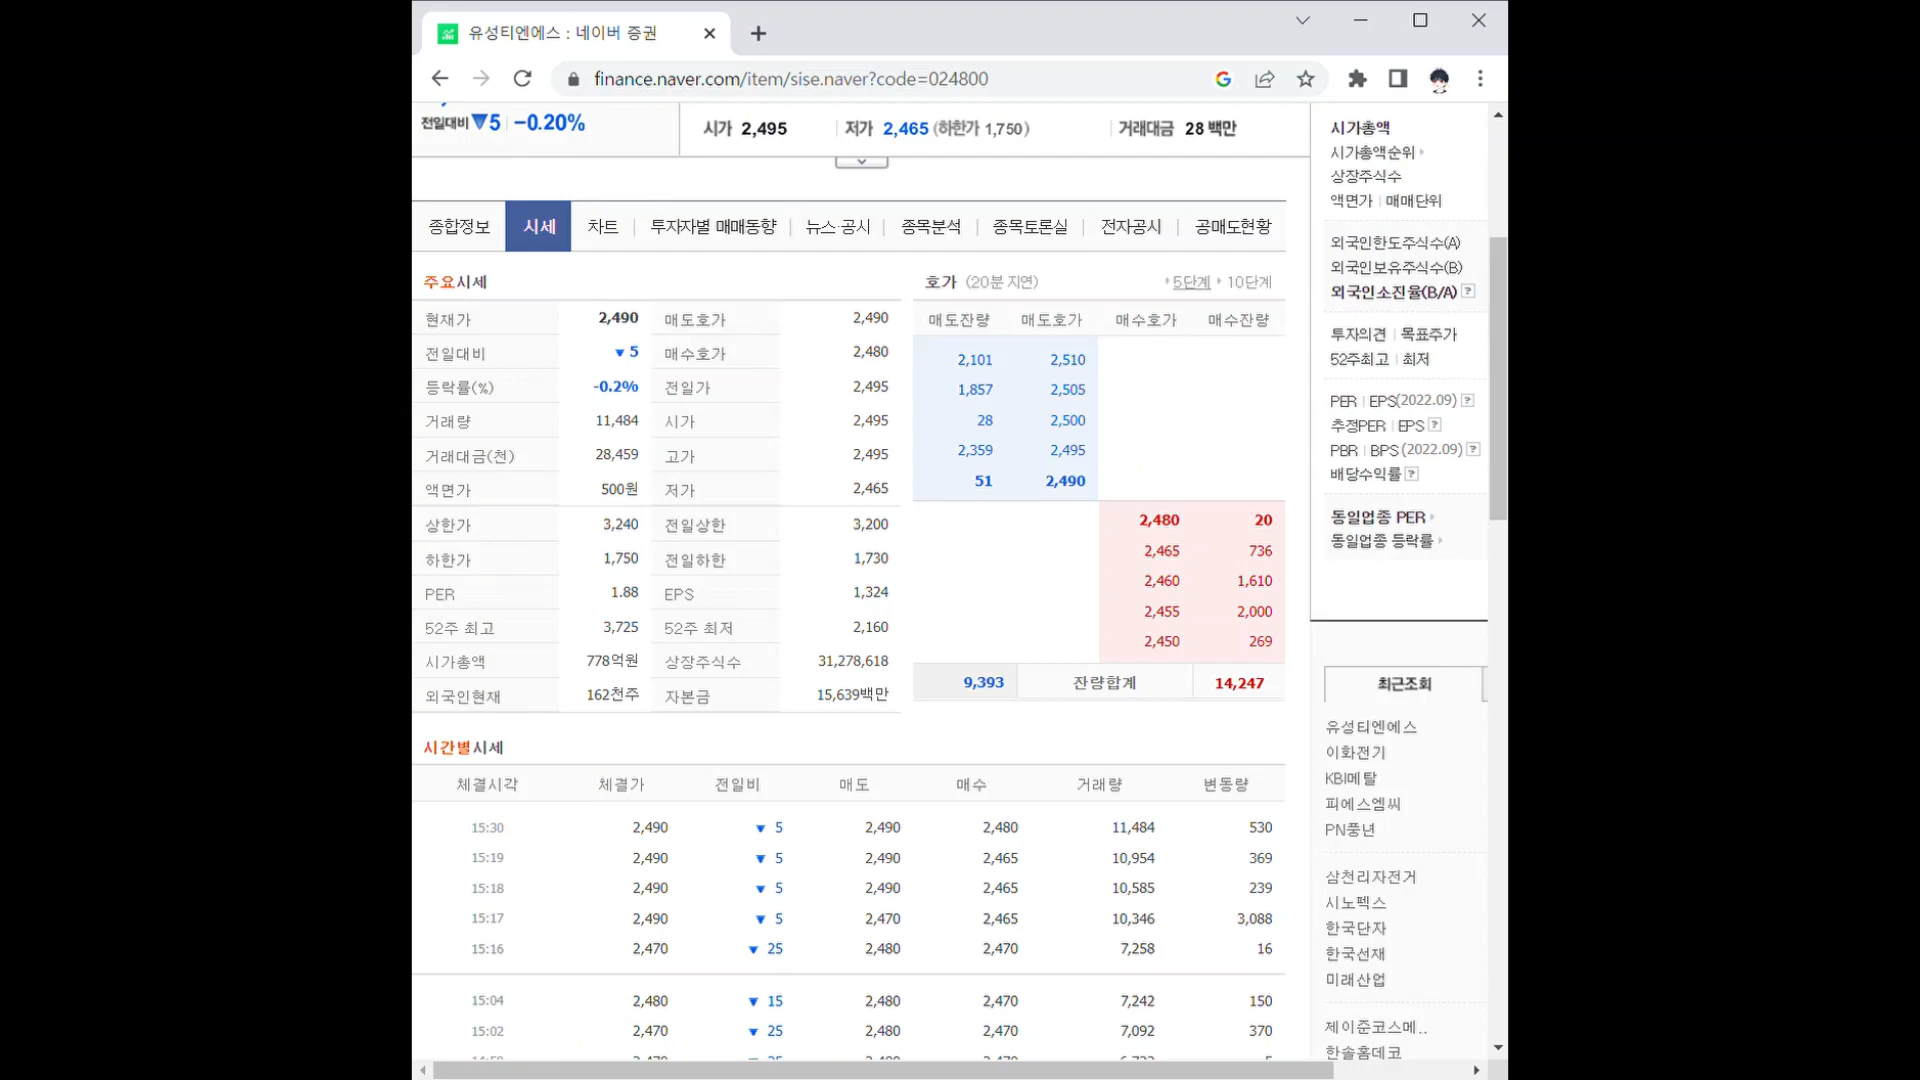 유성티엔에스 : 네이버 증권
finance.naver.com/item/sise.naver?code=024800
전일대비 ▼5 | -0.20%
시가 2,495 저가 2,465 (하한가 1,750) 거래대금 28 백만
종합정보 시세 차트 투자자별 매매동향 뉴스·공시 종목분석 종목토론실 전자공시 공매도현황
주요시세
현재가 2,490 매도호가 2,490
전일대비 ▼ 5 매수호가 2,480
등락률(%) -0.2% 전일가 2,495
거래량 11,484 시가 2,495
거래대금(천) 28,459 고가 2,495
액면가 500원 저가 2,465
상한가 3,240 전일상한 3,200
하한가 1,750 전일하한 1,730
PER 1.88 EPS 1,324
52주 최고 3,725 52주 최저 2,160
시가총액 778억원 상장주식수 31,278,618
외국인현재 162천주 자본금 15,639백만
호가 (20분 지연) 5단계 10단계
매도잔량 매도호가 매수호가 매수잔량
2,101 2,510
1,857 2,505
28 2,500
2,359 2,495
51 2,490
2,480 20
2,465 736
2,460 1,610
2,455 2,000
2,450 269
9,393 잔량합계 14,247
시간별시세
체결시각 체결가 전일비 매도 매수 거래량 변동량
15:30 2,490 ▼ 5 2,490 2,480 11,484 530
15:19 2,490 ▼ 5 2,490 2,465 10,954 369
15:18 2,490 ▼ 5 2,490 2,465 10,585 239
15:17 2,490 ▼ 5 2,470 2,465 10,346 3,088
15:16 2,470 ▼ 25 2,480 2,470 7,258 16
15:04 2,480 ▼ 15 2,480 2,470 7,242 150
15:02 2,470 ▼ 25 2,480 2,470 7,092 370
시가총액
시가총액순위
상장주식수
액면가 | 매매단위
외국인한도주식수(A)
외국인보유주식수(B)
외국인소진율(B/A) ?
투자의견 | 목표주가
52주최고 | 최저
PER | EPS(2022.09) ?
추정PER | EPS ?
PBR | BPS (2022.09) ?
배당수익률 ?
동일업종 PER
동일업종 등락률
최근조회
유성티엔에스
이화전기
KBI메탈
피에스엠씨
PN풍년
삼천리자전거
시노펙스
한국단자
한국선재
미래산업
제이준코스메..
한솔홈데코